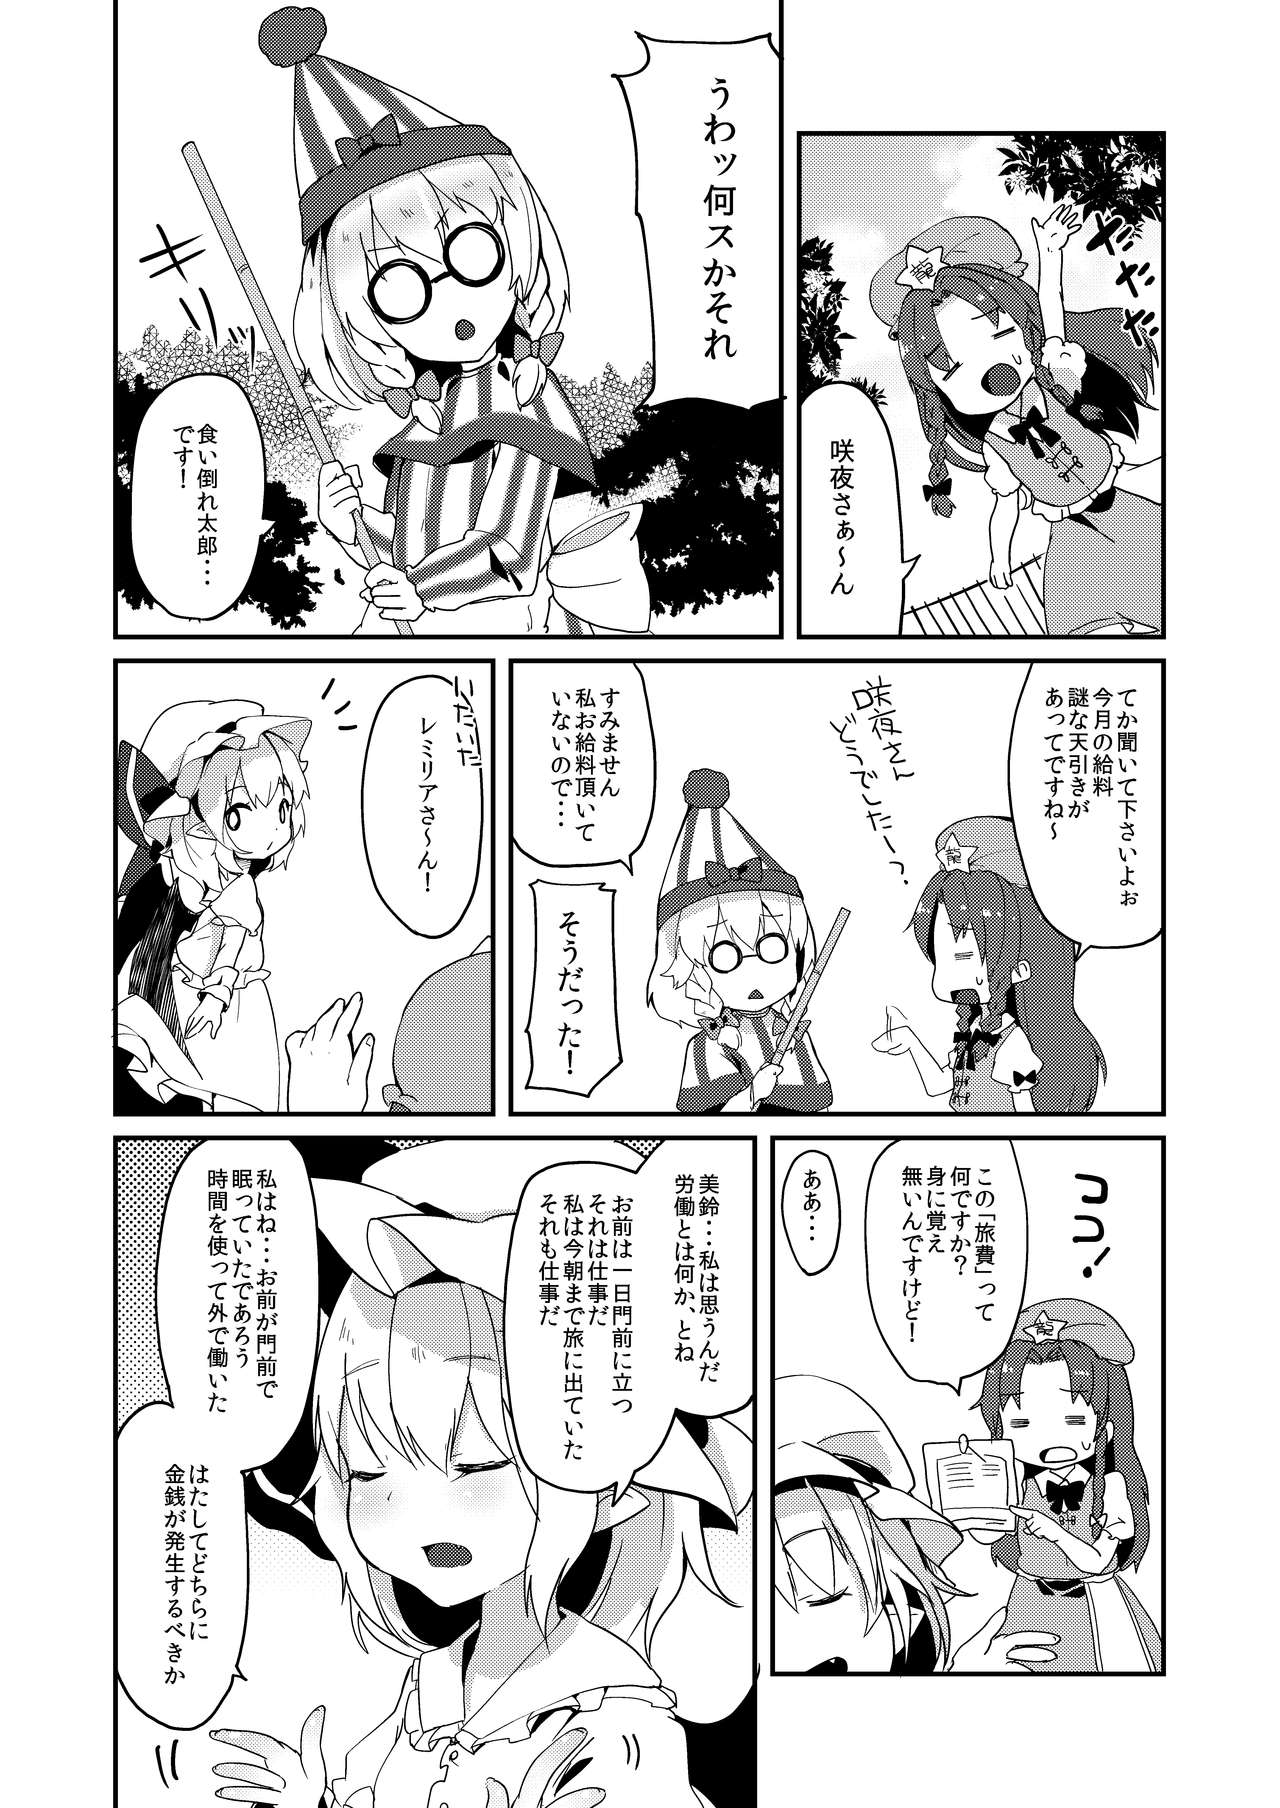 ダ
ダ
ダ
龍
咲夜さぁ～ん
うわッ何スかそれ
食い倒れ太郎・・・
です！
てか聞いて下さいよぉ
今月の給料
謎な天引きが
あってですね～
龍
咲夜さん
どうでしたーっ？
すみません
私お給料頂いて
いないので・・・
そうだった！
いたいた
レミリアさ～ん！
ココ！
龍
この「旅費」って
何ですか？
身に覚え
無いんですけど！
ああ・・
美鈴・・・私は思うんだ
労働とは何か、とね
お前は一日門前に立つ
それは仕事だ
私は今朝まで旅に出ていた
それも仕事だ
私はね・・・お前が門前で
眠っていたであろう
時間を使って外で働いた
はたしてどちらに
金銭が発生するべきか